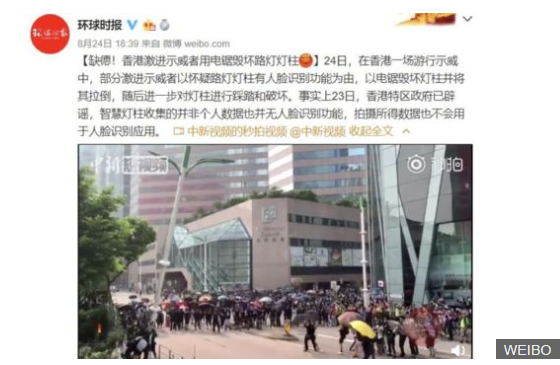 环球时报
8月24日 18:39 来自 微博 weibo.com
【缺德！香港激进示威者用电锯毁坏路灯灯柱】24日，在香港一场游行示威
中，部分激进示威者以怀疑路灯灯柱有人脸识别功能为由，以电锯毁坏灯柱并将
其拉倒，随后进一步对灯柱进行踩踏和破坏。事实上23日，香港特区政府已辟
谣，智慧灯柱收集的并非个人数据也并无人脸识别功能，拍摄所得数据也不会用
于人脸识别应用。 中新视频的秒拍视频 @中新视频 收起全文
秒拍
WEIBO